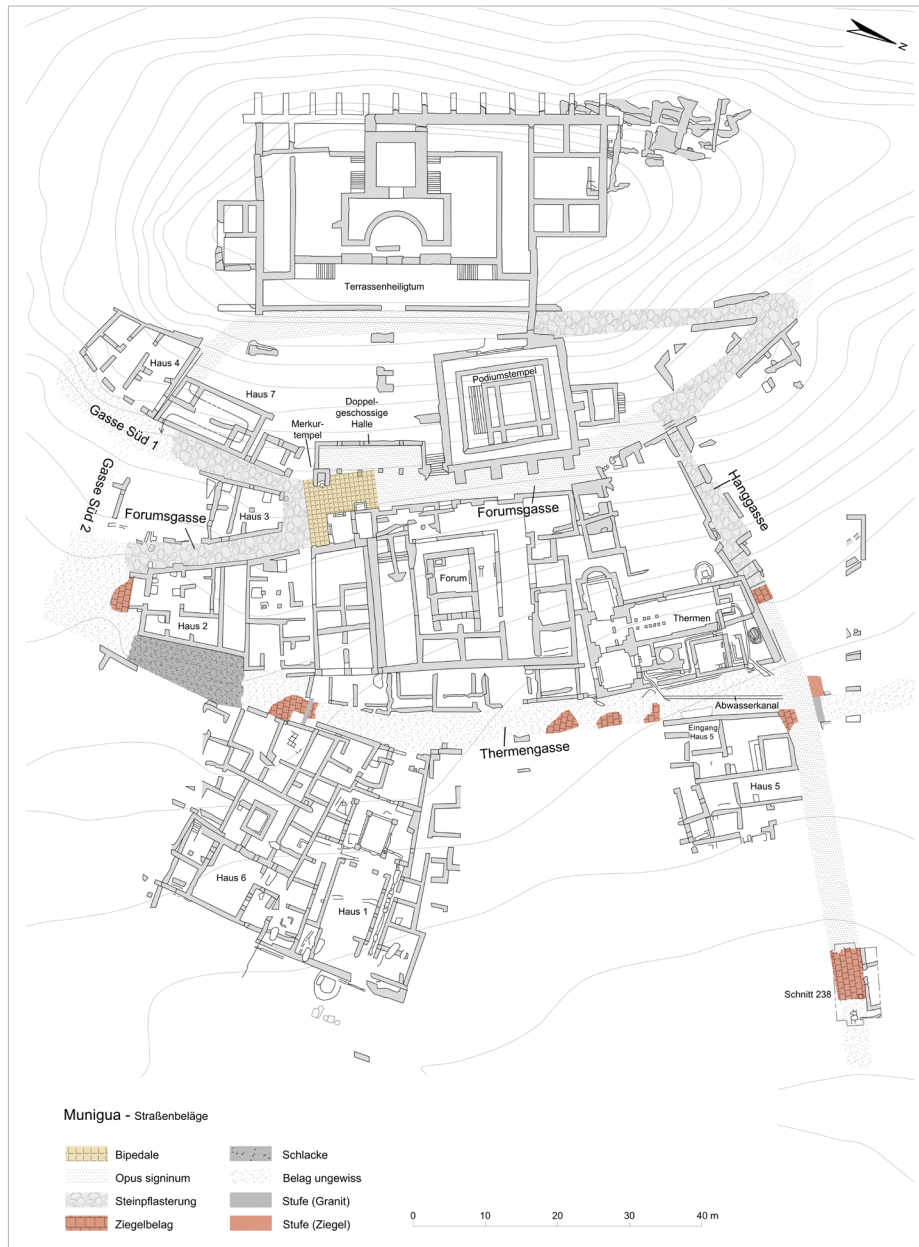 N
Terrassenheiligtum
Haus 4
Podiumstempel
Haus 7
Doppel-
geschossige
Halle
Merkur-
tempel
Gasse Süd 1
Gasse Süd 2
Hanggasse
Forumsgasse
Haus 3
Forumsgasse
Forum
Thermen
Haus 2
Abwasserkanal
Eingang
Haus 5
Thermengasse
Haus 5
Haus 6
Haus 1
Schnitt 238
Munigua - Straßenbeläge
Bipedale
Schlacke
Opus signinum
Belag ungewiss
Steinpflasterung
Stufe (Granit)
Ziegelbelag
Stufe (Ziegel)
0 10 20 30 40 m